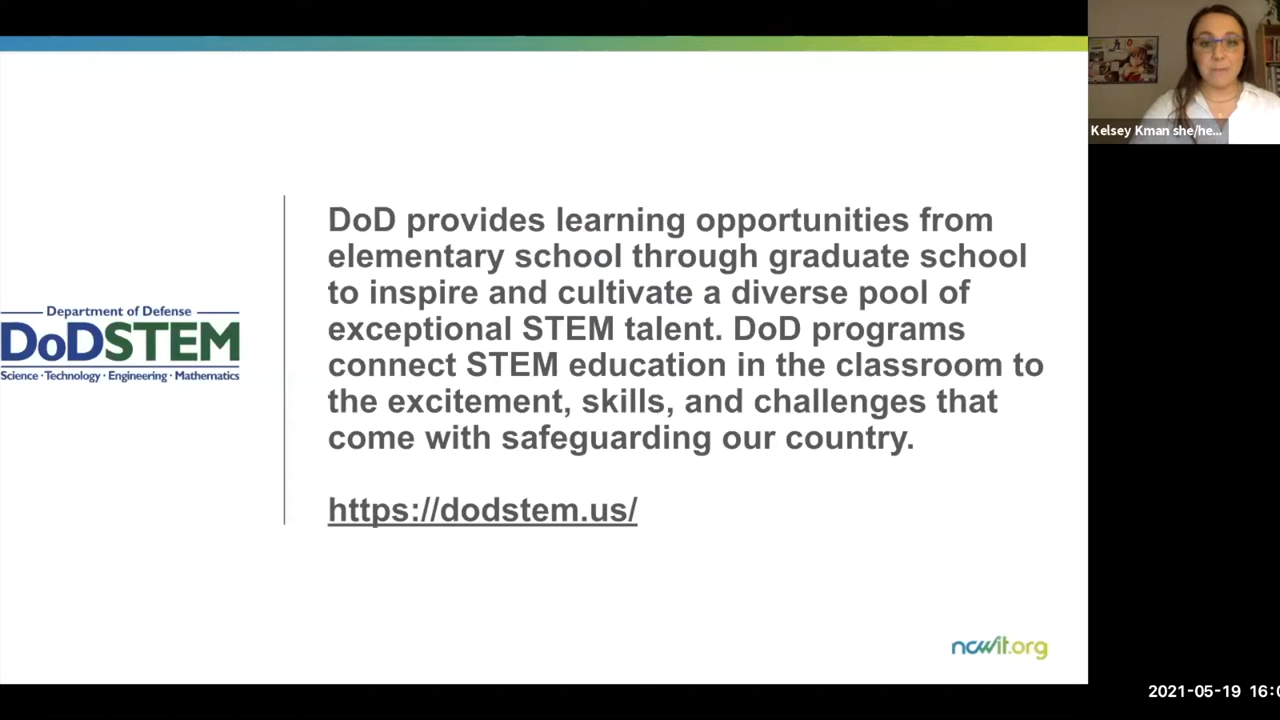 Kelsey Kman she/he...
DoD provides learning opportunities from
elementary school through graduate school
to inspire and cultivate a diverse pool of
exceptional STEM talent. DoD programs
connect STEM education in the classroom to
the excitement, skills, and challenges that
come with safeguarding our country.
https://dodstem.us/
Department of Defense
DoDSTEM
Science · Technology · Engineering · Mathematics
ncwit.org
2021-05-19 16:0